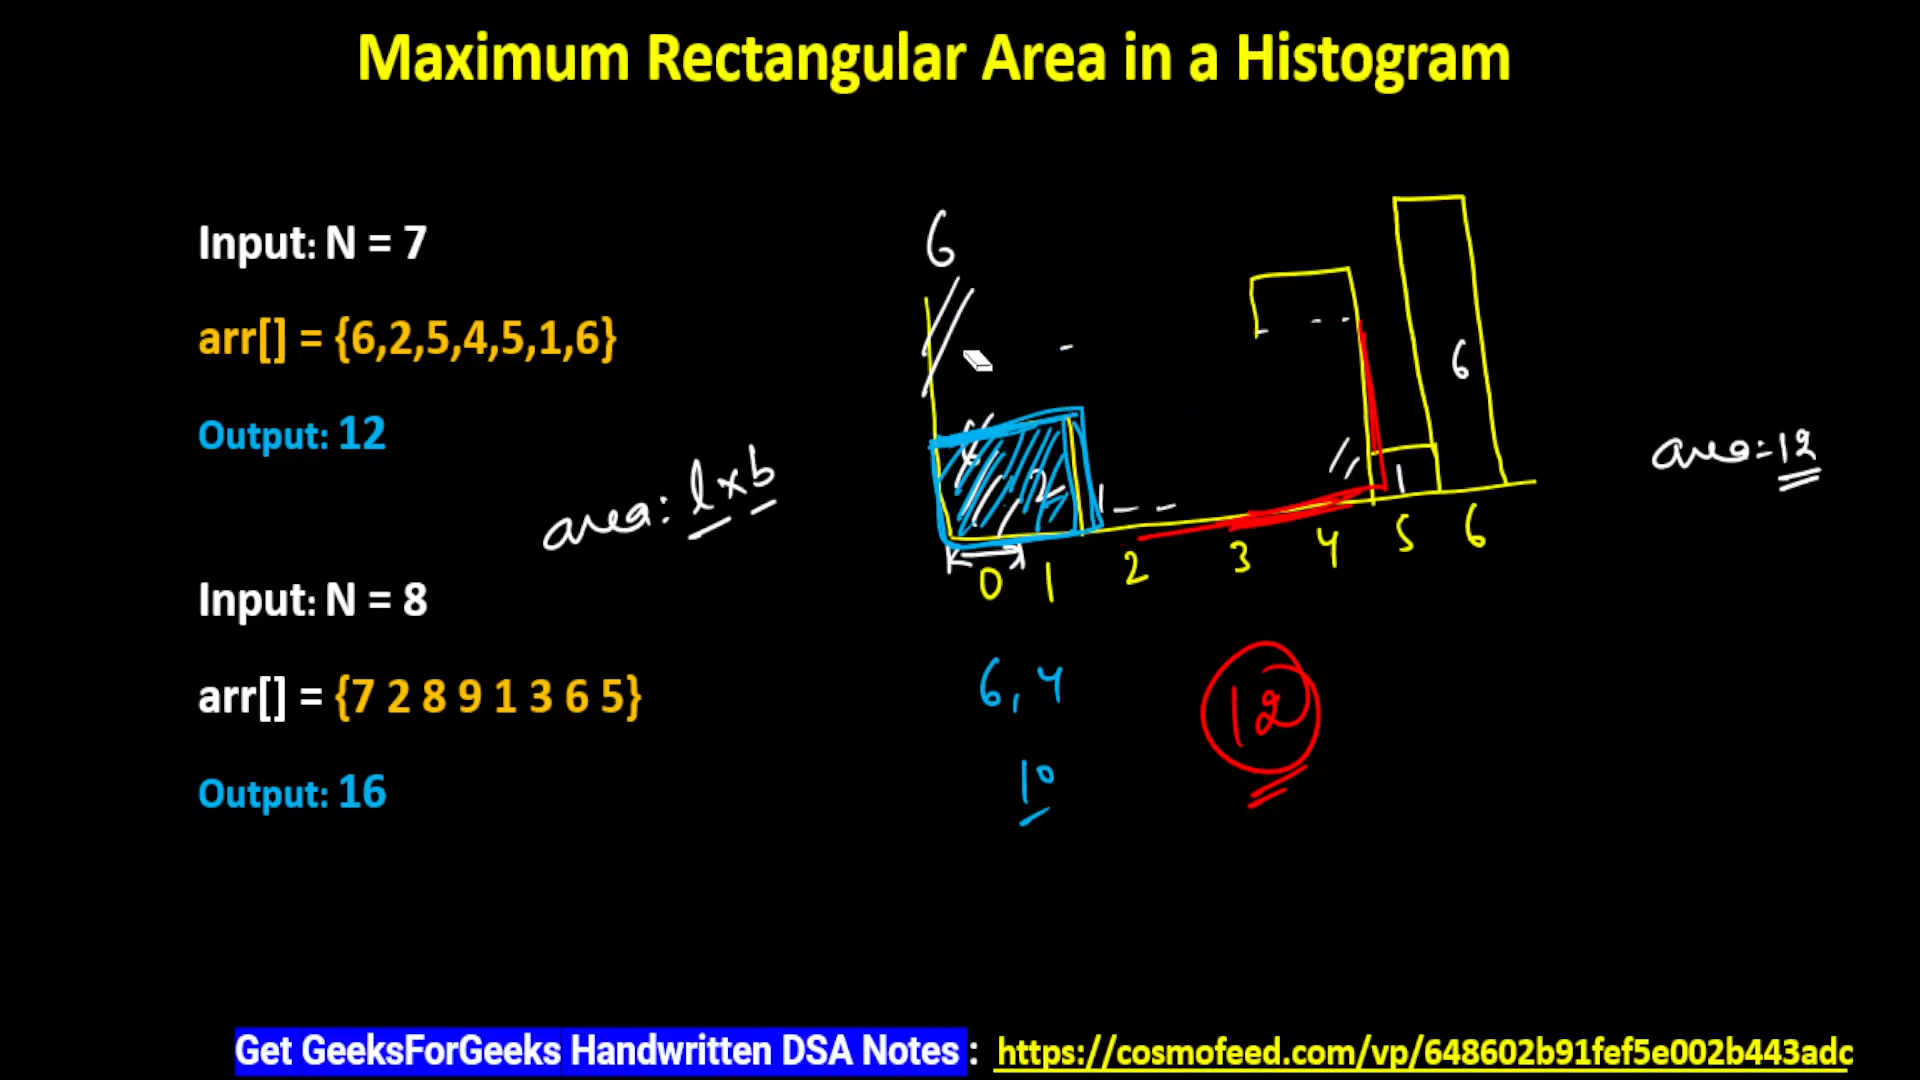 Maximum Rectangular Area in a Histogram
Input: N = 7
arr[] = {6,2,5,4,5,1,6}
Output: 12
area: l x b
Input: N = 8
arr[] = {7 2 8 9 1 3 6 5}
Output: 16
6
6
2
1
area = 12
0 1 2 3 4 5 6
6, 4
10
12
Get GeeksForGeeks Handwritten DSA Notes : https://cosmofeed.com/vp/648602b91fef5e002b443adc